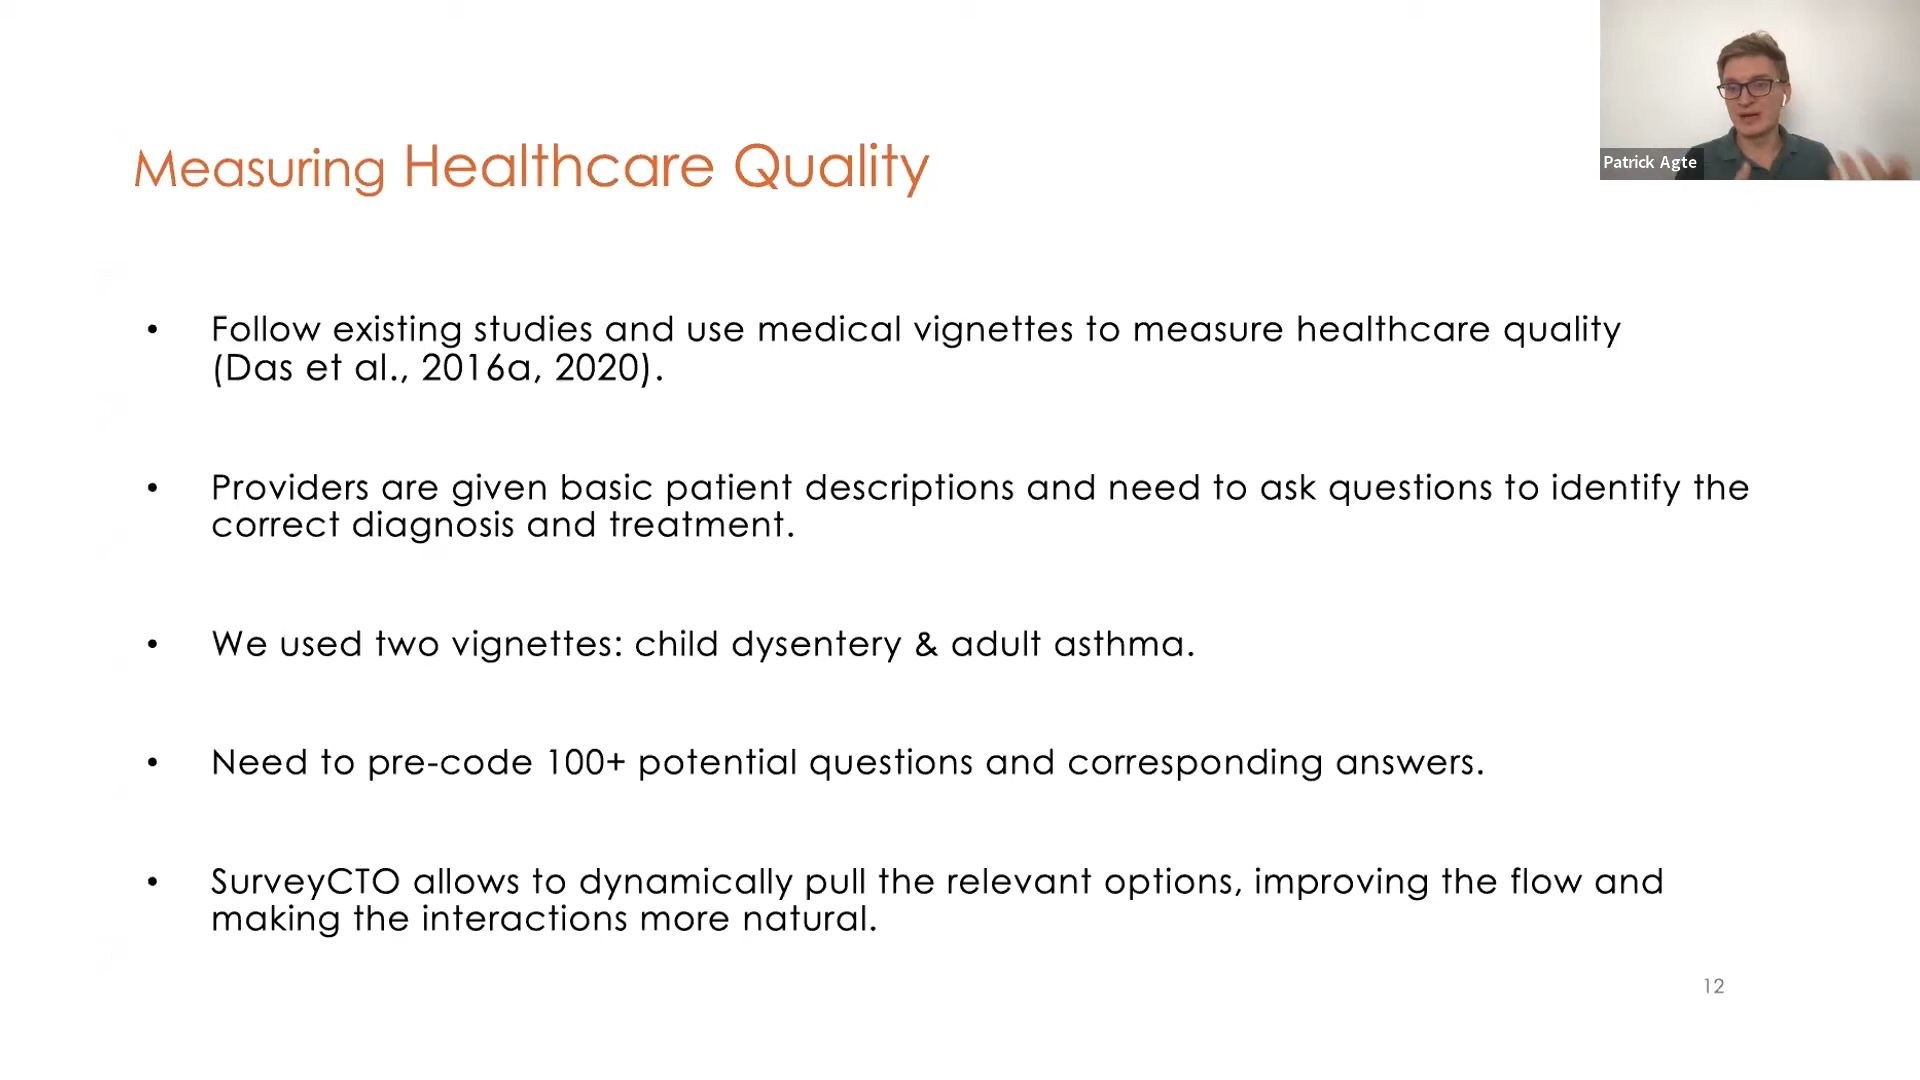 Patrick Agte
Measuring Healthcare Quality
• Follow existing studies and use medical vignettes to measure healthcare quality
(Das et al., 2016a, 2020).
• Providers are given basic patient descriptions and need to ask questions to identify the
correct diagnosis and treatment.
• We used two vignettes: child dysentery & adult asthma.
• Need to pre-code 100+ potential questions and corresponding answers.
• SurveyCTO allows to dynamically pull the relevant options, improving the flow and
making the interactions more natural.
12